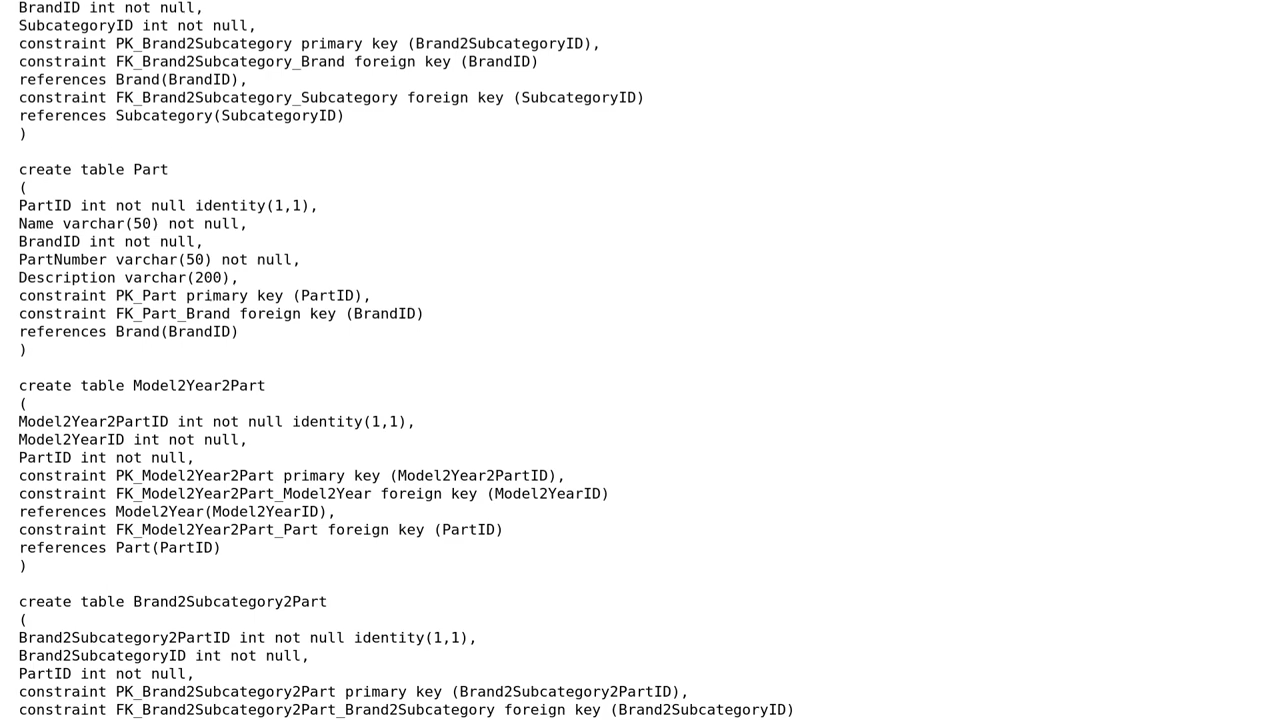 BrandID int not null,
SubcategoryID int not null,
constraint PK_Brand2Subcategory primary key (Brand2SubcategoryID),
constraint FK_Brand2Subcategory_Brand foreign key (BrandID)
references Brand(BrandID),
constraint FK_Brand2Subcategory_Subcategory foreign key (SubcategoryID)
references Subcategory(SubcategoryID)
)

create table Part
(
PartID int not null identity(1,1),
Name varchar(50) not null,
BrandID int not null,
PartNumber varchar(50) not null,
Description varchar(200),
constraint PK_Part primary key (PartID),
constraint FK_Part_Brand foreign key (BrandID)
references Brand(BrandID)
)

create table Model2Year2Part
(
Model2Year2PartID int not null identity(1,1),
Model2YearID int not null,
PartID int not null,
constraint PK_Model2Year2Part primary key (Model2Year2PartID),
constraint FK_Model2Year2Part_Model2Year foreign key (Model2YearID)
references Model2Year(Model2YearID),
constraint FK_Model2Year2Part_Part foreign key (PartID)
references Part(PartID)
)

create table Brand2Subcategory2Part
(
Brand2Subcategory2PartID int not null identity(1,1),
Brand2SubcategoryID int not null,
PartID int not null,
constraint PK_Brand2Subcategory2Part primary key (Brand2Subcategory2PartID),
constraint FK_Brand2Subcategory2Part_Brand2Subcategory foreign key (Brand2SubcategoryID)